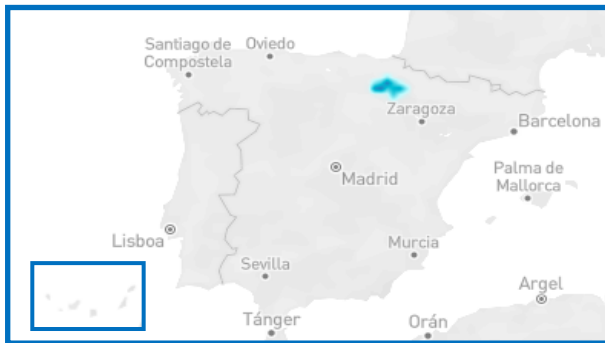 Santiago de
Compostela
Oviedo
Zaragoza
Barcelona
Madrid
Palma de
Mallorca
Lisboa
Murcia
Sevilla
Argel
Tánger
Orán